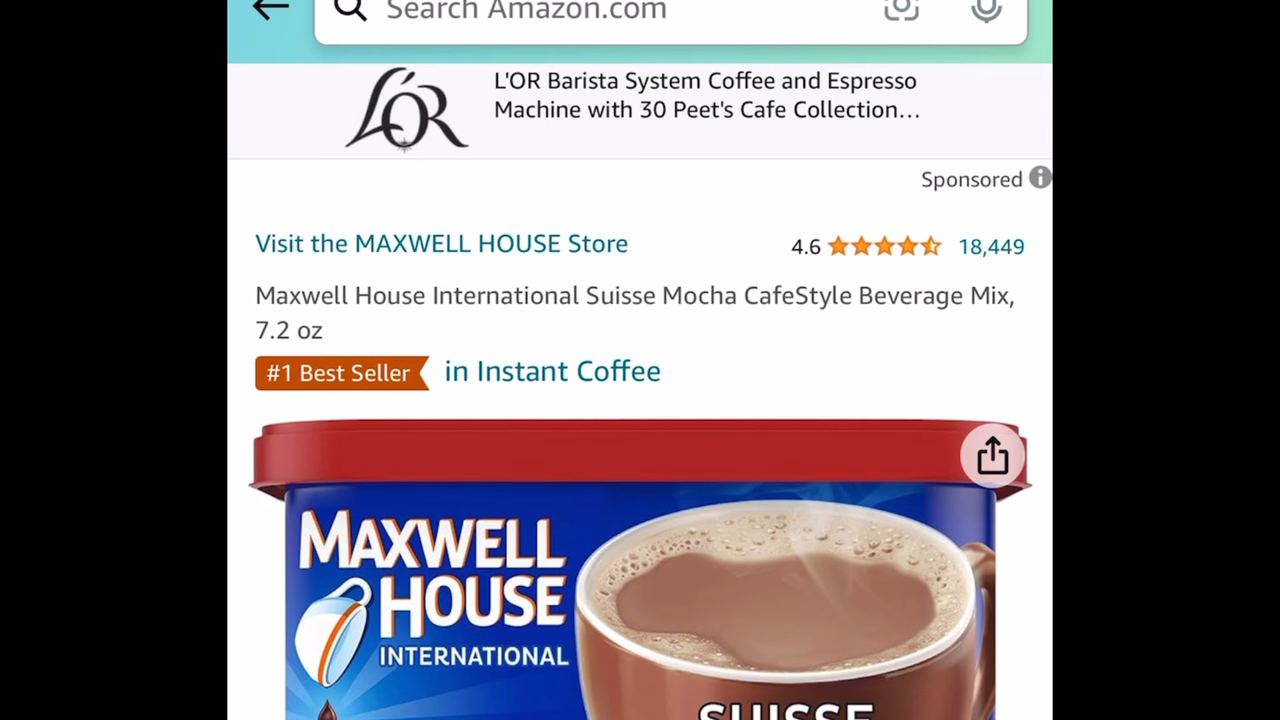 Search Amazon.com
L'OR
L'OR Barista System Coffee and Espresso
Machine with 30 Peet's Cafe Collection...
Sponsored
Visit the MAXWELL HOUSE Store
4.6
18,449
Maxwell House International Suisse Mocha CafeStyle Beverage Mix,
7.2 oz
#1 Best Seller in Instant Coffee
MAXWELL
HOUSE
INTERNATIONAL
SUISSE